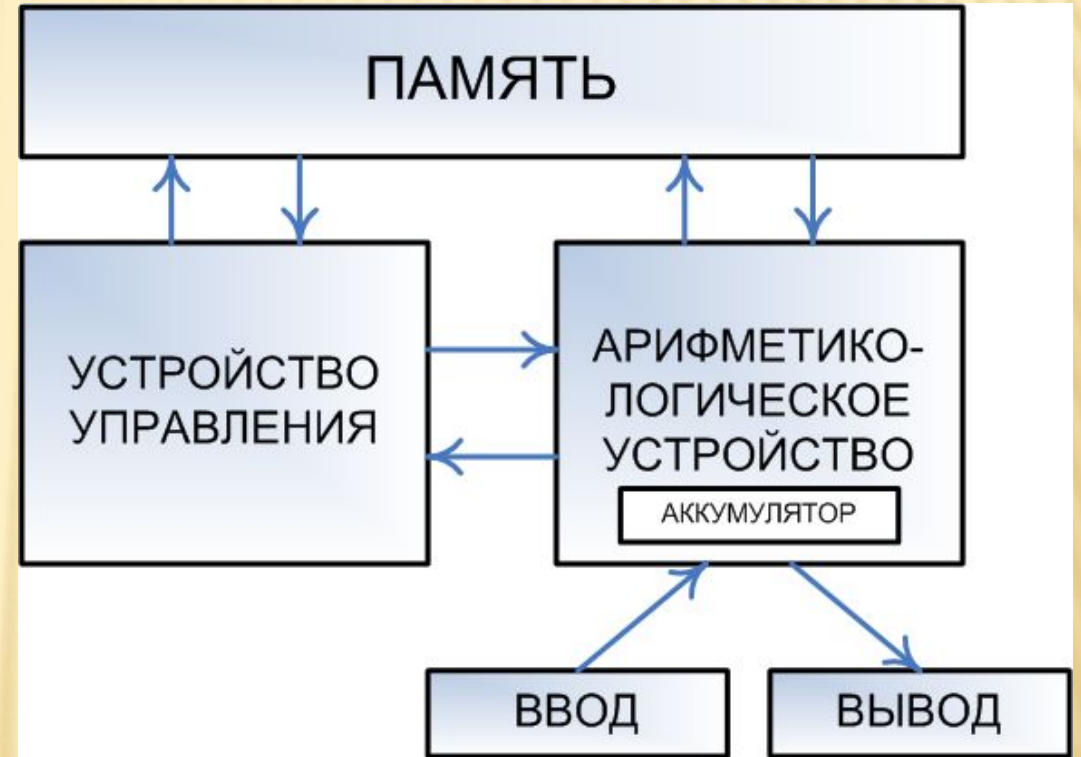 ПАМЯТЬ
УСТРОЙСТВО
УПРАВЛЕНИЯ
АРИФМЕТИКО-
ЛОГИЧЕСКОЕ
УСТРОЙСТВО
АККУМУЛЯТОР
ВВОД
ВЫВОД